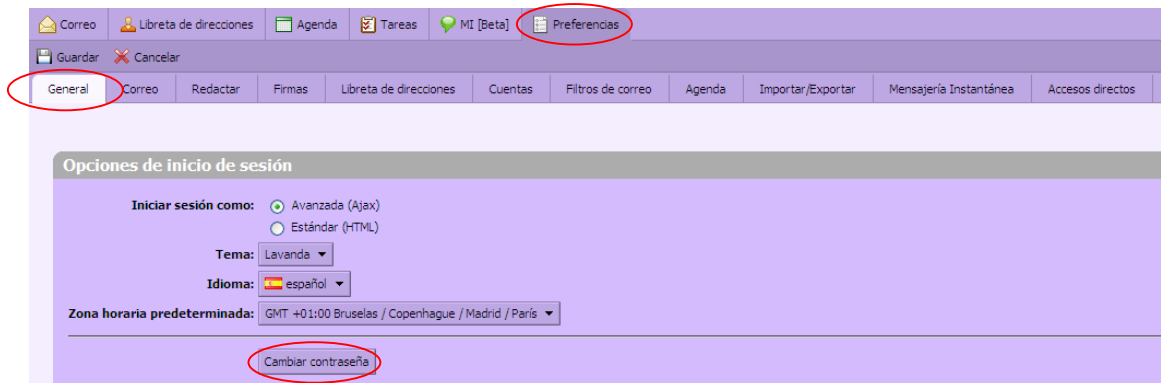 Correo Libreta de direcciones Agenda Tareas MI [Beta] Preferencias
Guardar Cancelar
General Correo Redactar Firmas Libreta de direcciones Cuentas Filtros de correo Agenda Importar/Exportar Mensajería Instantánea Accesos directos
Opciones de inicio de sesión
Iniciar sesión como: Avanzada (Ajax)
Estándar (HTML)
Tema: Lavanda
Idioma: español
Zona horaria predeterminada: GMT +01:00 Bruselas / Copenhague / Madrid / París
Cambiar contraseña